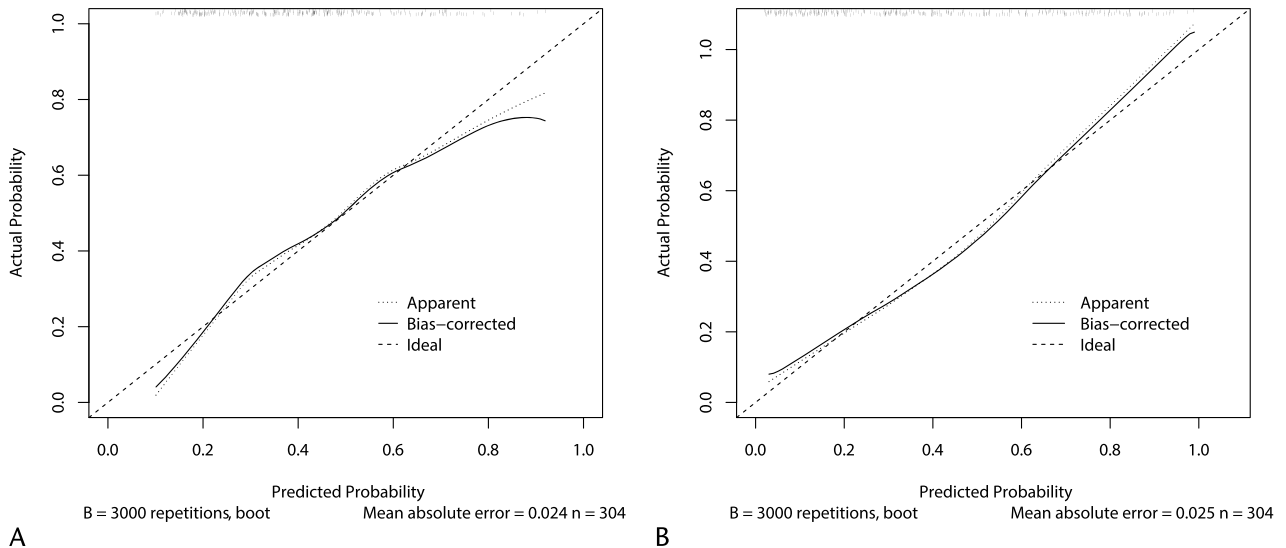 1.0
0.8
0.6
0.4
0.2
0.0
Actual Probability
Apparent
Bias−corrected
Ideal
0.0 0.2 0.4 0.6 0.8 1.0
Predicted Probability
B = 3000 repetitions, boot Mean absolute error = 0.024 n = 304
A
1.0
0.8
0.6
0.4
0.2
0.0
Actual Probability
Apparent
Bias−corrected
Ideal
0.0 0.2 0.4 0.6 0.8 1.0
Predicted Probability
B = 3000 repetitions, boot Mean absolute error = 0.025 n = 304
B